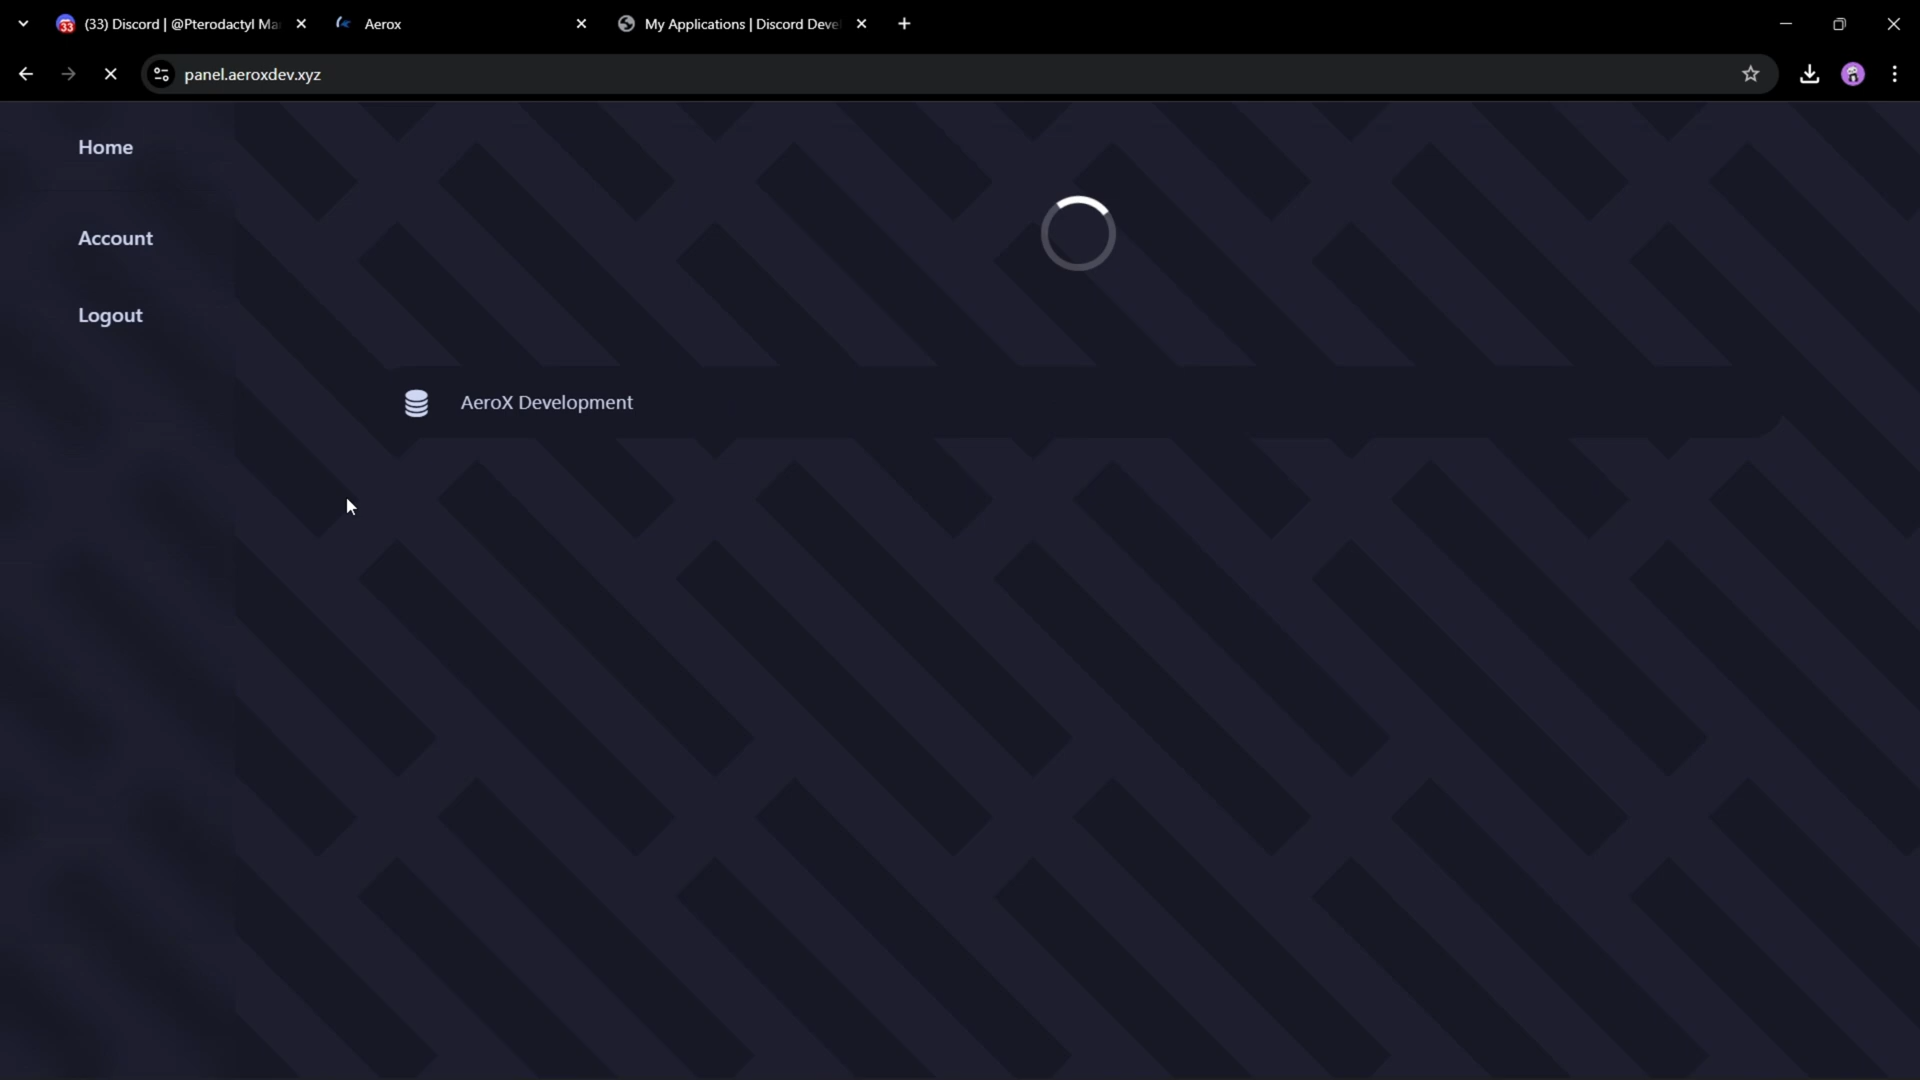 (33) Discord | @Pterodactyl Ma
Aerox
My Applications | Discord Deve
panel.aeroxdev.xyz
Home
Account
Logout
AeroX Development